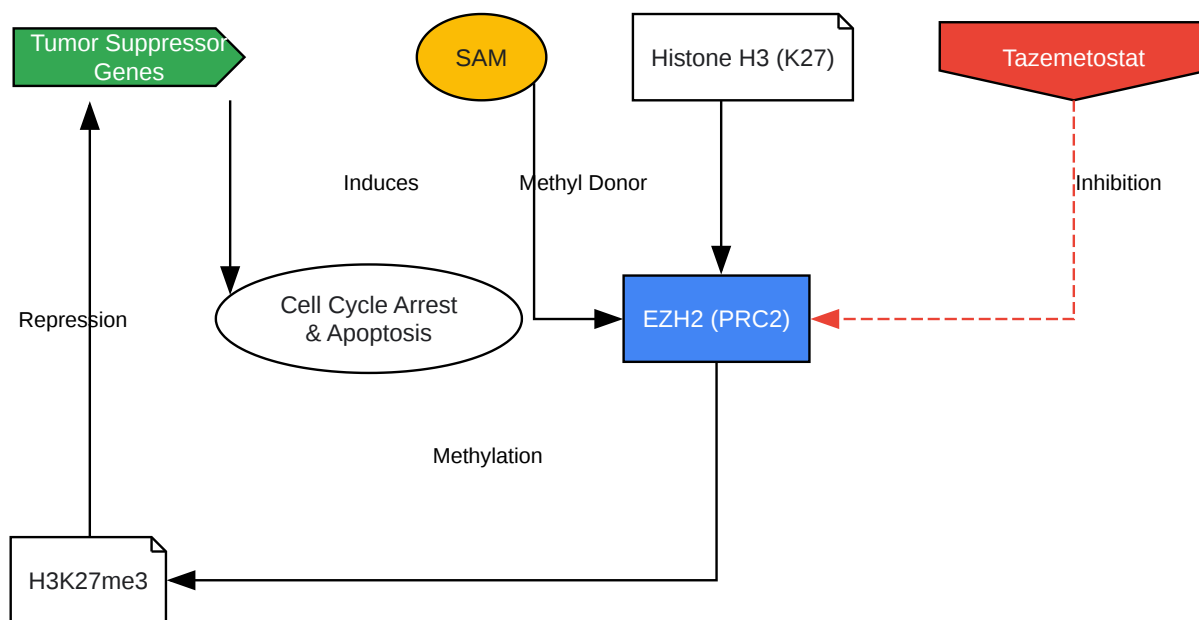 Tumor Suppressor
Genes
SAM
Histone H3 (K27)
Tazemetostat
Induces
Methyl Donor
Inhibition
Repression
Cell Cycle Arrest
& Apoptosis
EZH2 (PRC2)
Methylation
H3K27me3